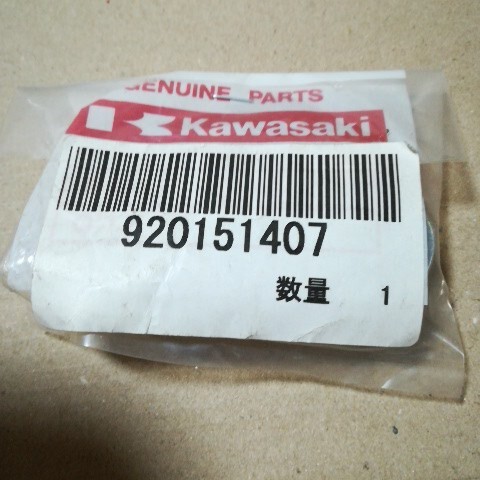 GENUINE PARTS
Kawasaki
920151407
数量 1